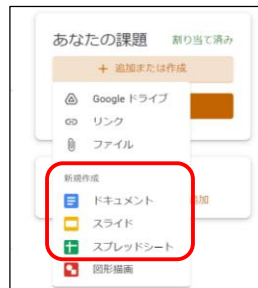 あなたの課題 割り当て済み
+ 追加または作成
Google ドライブ
リンク
ファイル
新規作成
ドキュメント
追加
スライド
スプレッドシート
図形描画